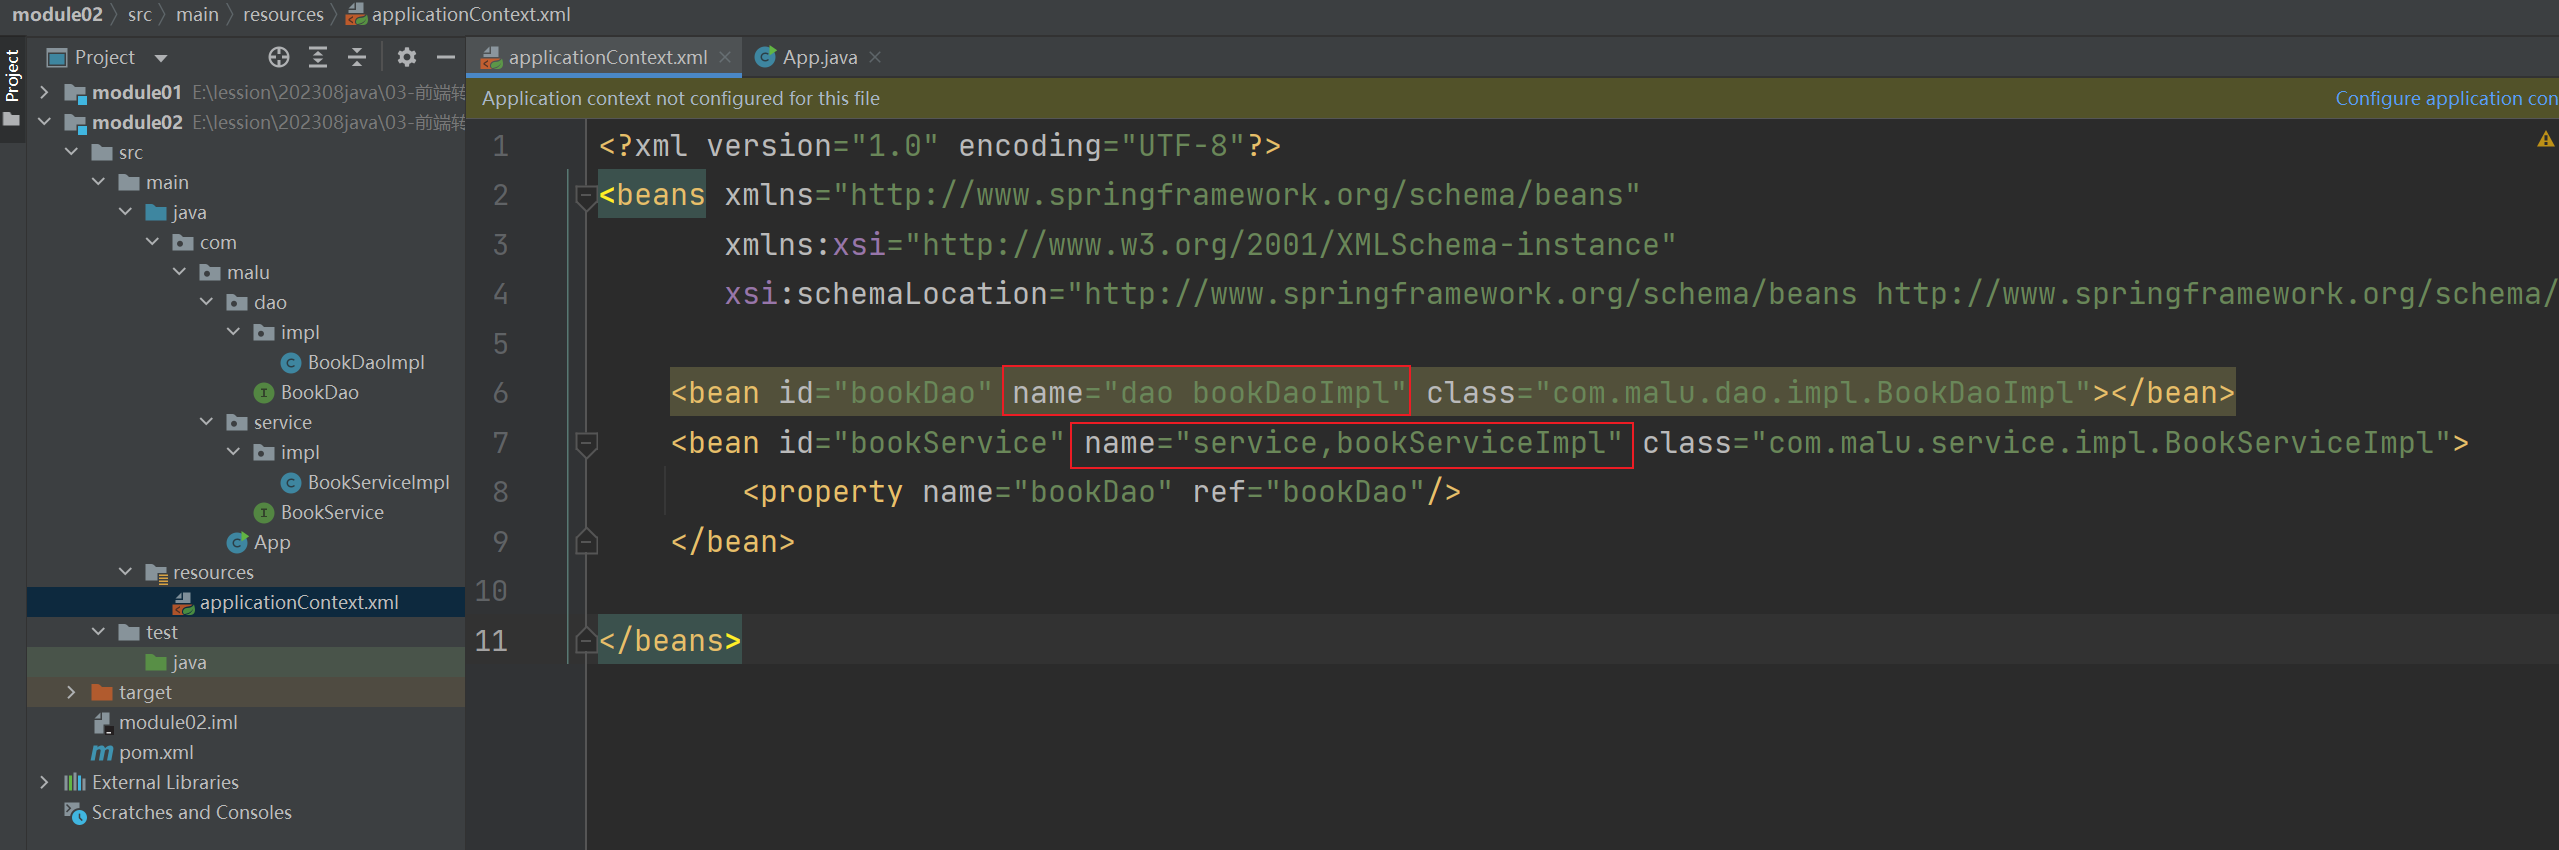 module02 src main resources applicationContext.xml
Project
Project
applicationContext.xml
App.java
module01 E:\lession\202308java\03-前端转
module02 E:\lession\202308java\03-前端转
src
main
java
com
malu
dao
impl
BookDaoImpl
BookDao
service
impl
BookServiceImpl
BookService
App
resources
applicationContext.xml
test
java
target
module02.iml
pom.xml
External Libraries
Scratches and Consoles
Application context not configured for this file
Configure application con
1 <?xml version="1.0" encoding="UTF-8"?>
2 <beans xmlns="http://www.springframework.org/schema/beans"
3 xmlns:xsi="http://www.w3.org/2001/XMLSchema-instance"
4 xsi:schemaLocation="http://www.springframework.org/schema/beans http://www.springframework.org/schema/
5
6 <bean id="bookDao" name="dao bookDaoImpl" class="com.malu.dao.impl.BookDaoImpl"></bean>
7 <bean id="bookService" name="service,bookServiceImpl" class="com.malu.service.impl.BookServiceImpl">
8 <property name="bookDao" ref="bookDao"/>
9 </bean>
10
11 </beans>